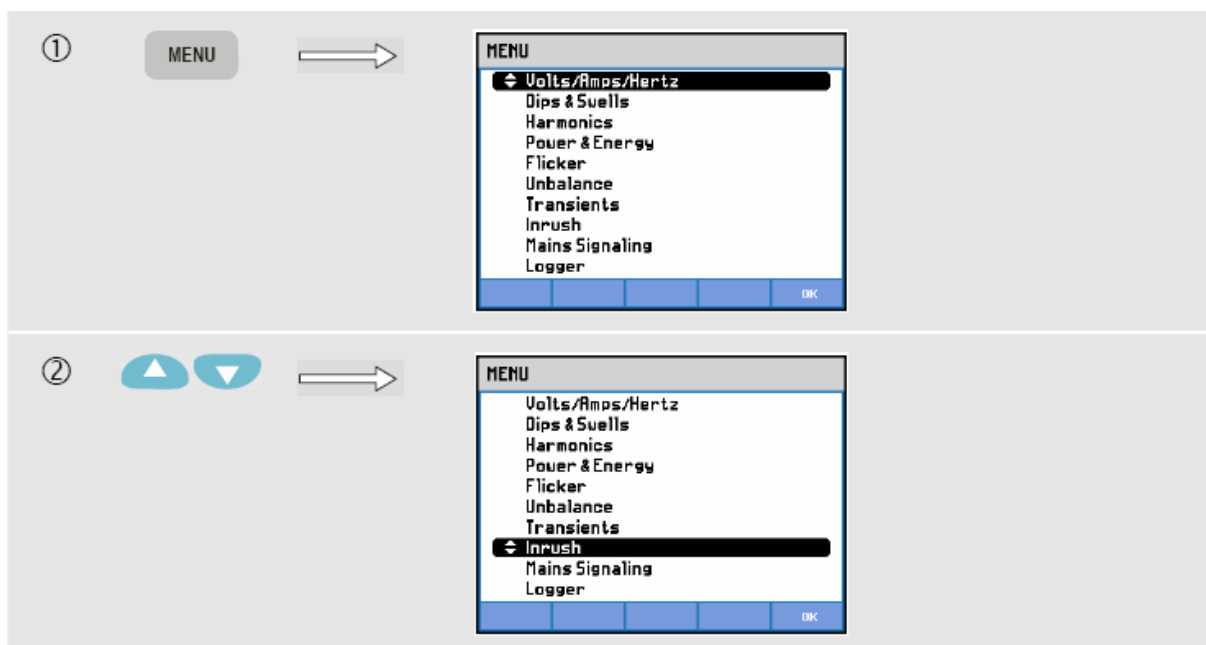 ①
MENU
MENU
Volts/Amps/Hertz
Dips & Swells
Harmonics
Power & Energy
Flicker
Unbalance
Transients
Inrush
Mains Signaling
Logger
OK
②
MENU
Volts/Amps/Hertz
Dips & Swells
Harmonics
Power & Energy
Flicker
Unbalance
Transients
Inrush
Mains Signaling
Logger
OK